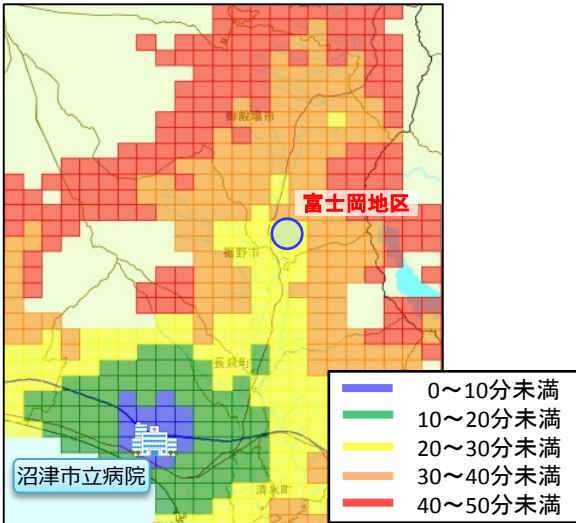 御殿場市
富士岡地区
裾野市
長泉町
沼津市立病院
清水町
0～10分未満
10～20分未満
20～30分未満
30～40分未満
40～50分未満